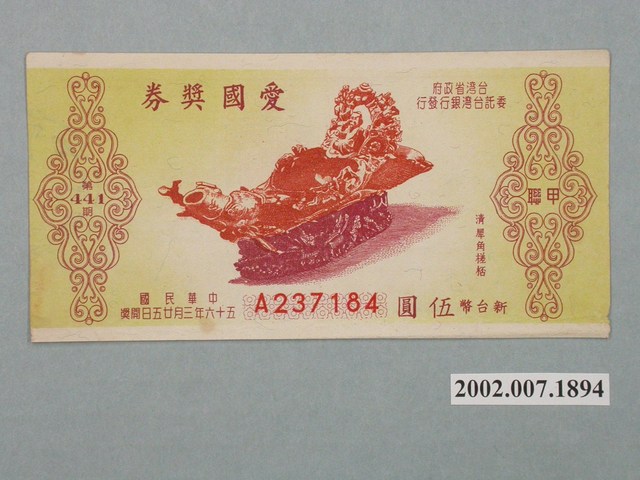 愛國獎券
台灣省政府
委託台灣銀行發行
第
441
期
甲聯
清犀角槎桮
中華民國
五十六年三月廿五日開獎
A237184
新台幣伍圓
2002.007.1894